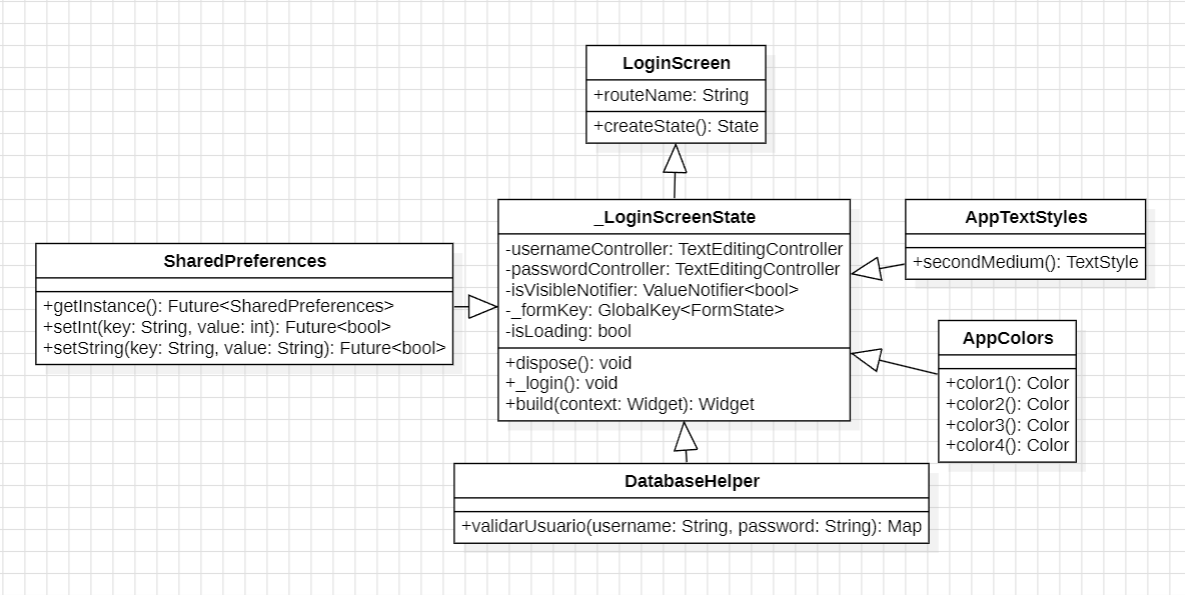 LoginScreen
+routeName: String
+createState(): State
_LoginScreenState
-usernameController: TextEditingController
-passwordController: TextEditingController
-isVisibleNotifier: ValueNotifier<bool>
-_formKey: GlobalKey<FormState>
-isLoading: bool
+dispose(): void
+_login(): void
+build(context: Widget): Widget
AppTextStyles
+secondMedium(): TextStyle
SharedPreferences
+getInstance(): Future<SharedPreferences>
+setInt(key: String, value: int): Future<bool>
+setString(key: String, value: String): Future<bool>
AppColors
+color1(): Color
+color2(): Color
+color3(): Color
+color4(): Color
DatabaseHelper
+validarUsuario(username: String, password: String): Map